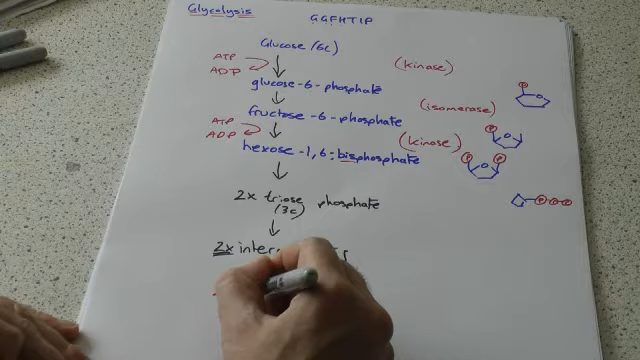 Glycolysis
GGFHTIP
Glucose (6c)
ATP
ADP
(kinase)
glucose-6-phosphate
P
(isomerase)
fructose-6-phosphate
ATP
ADP
(kinase)
P
hexose-1,6-bisphosphate
P P
2x triose phosphate
(3c)
P P P
2x